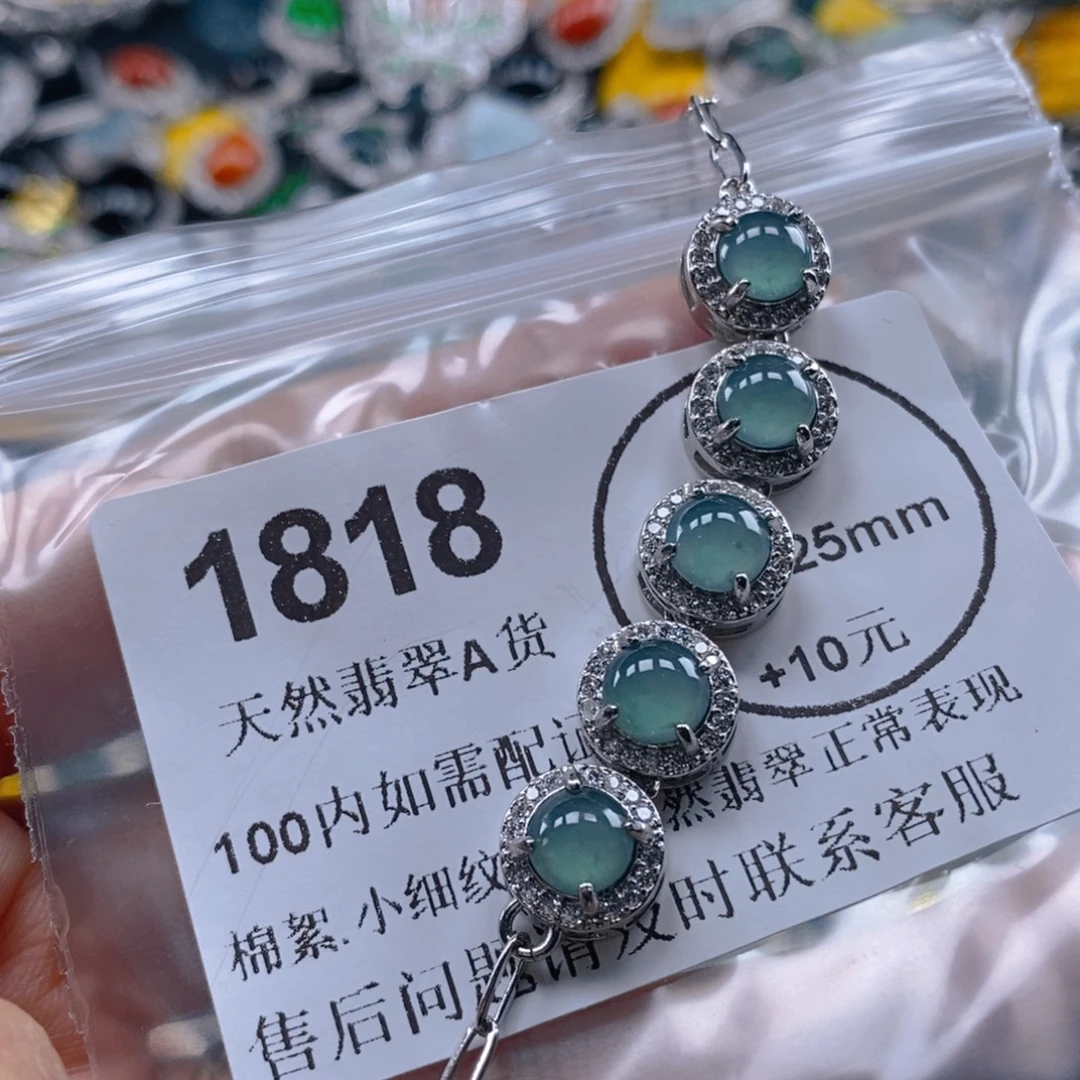 1818
25mm
+10元
天然翡翠A货
100内如需配证
棉絮.小细纹 然翡翠正常表现
售后问题请及时联系客服